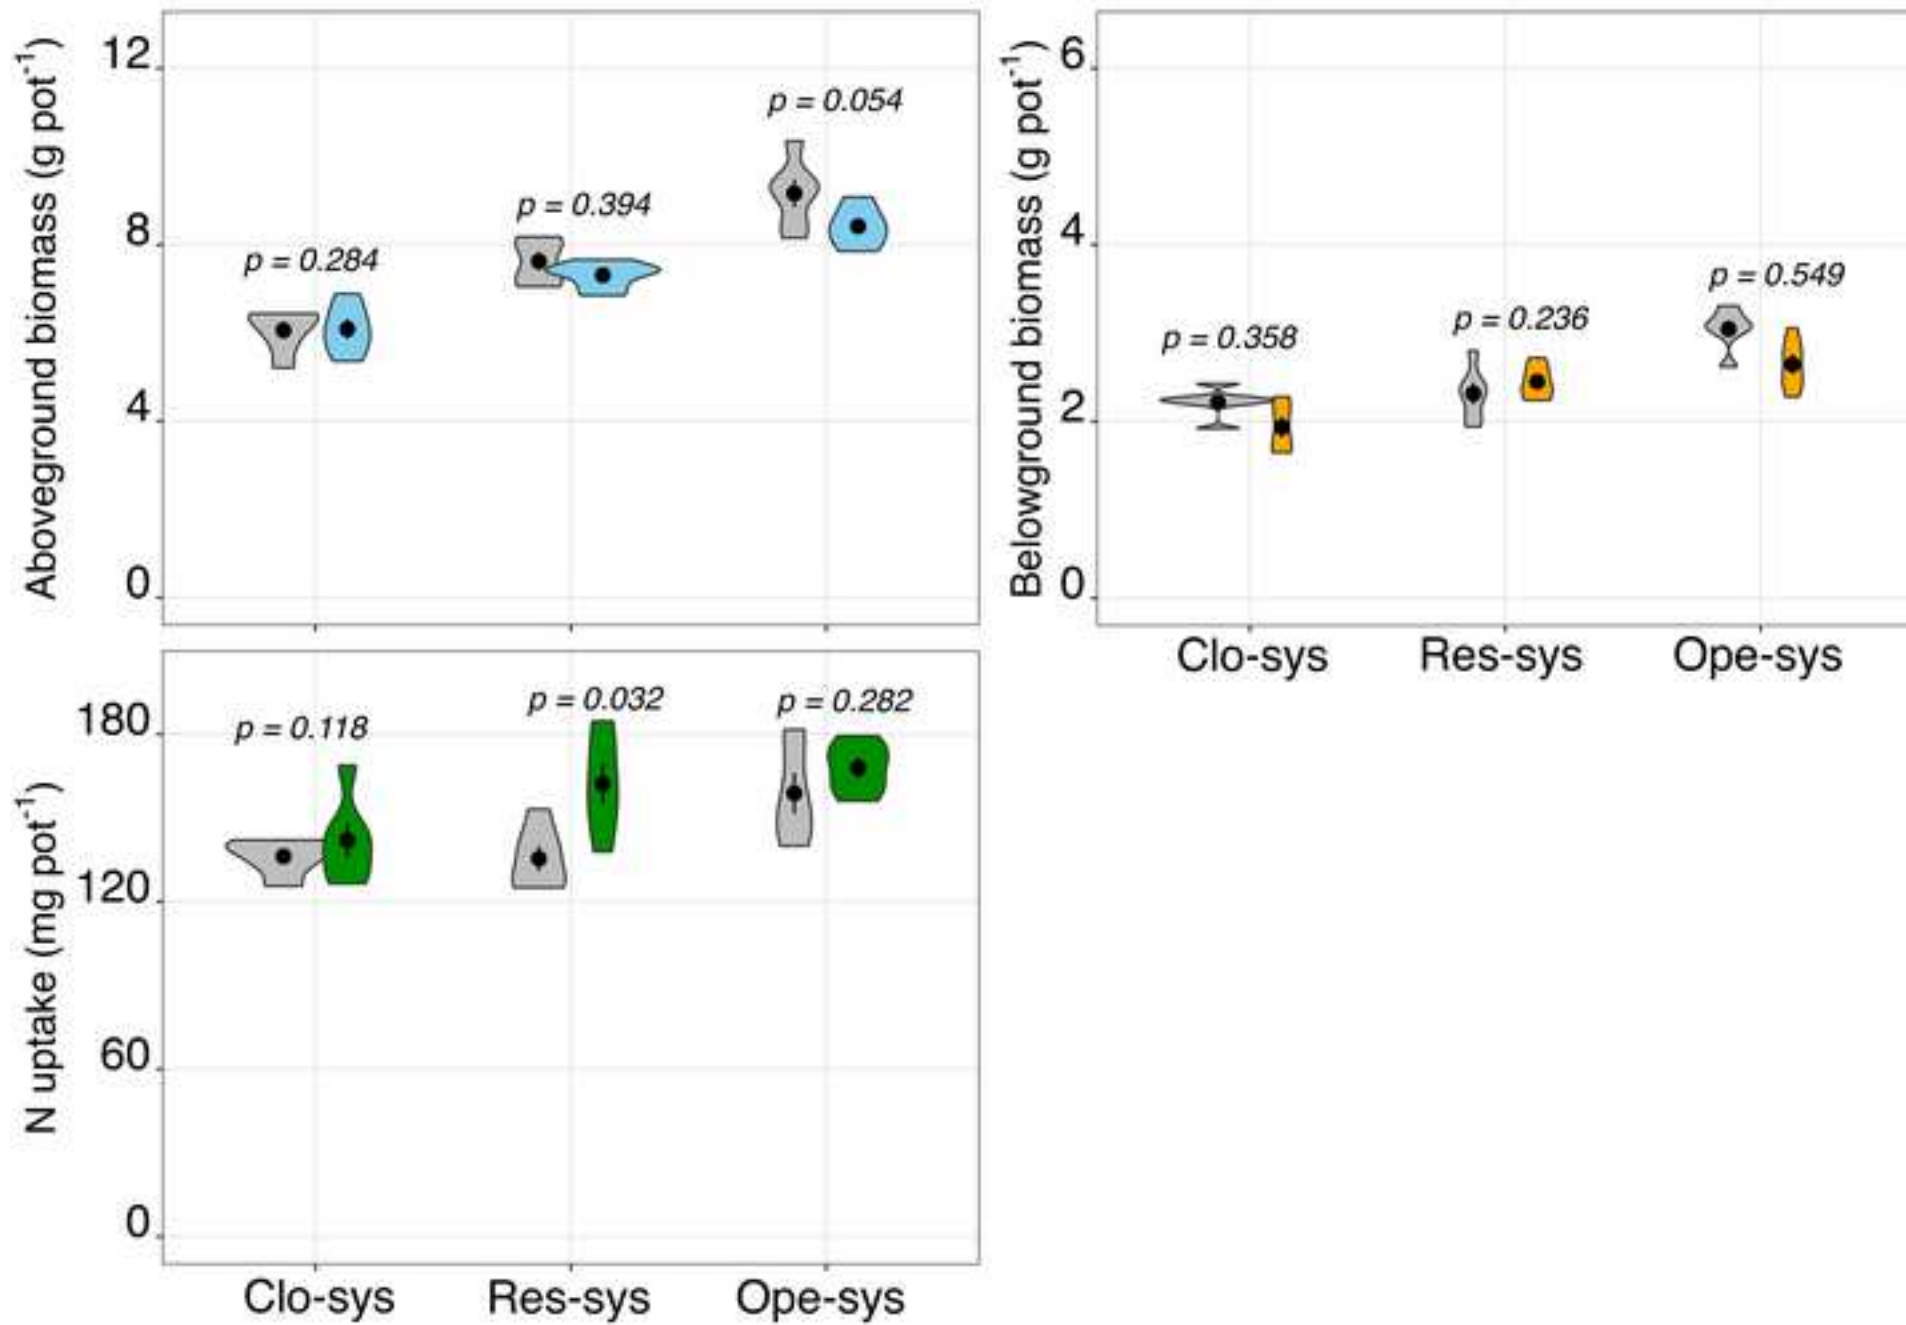 Aboveground biomass (g pot⁻¹)
12
8
4
0
p = 0.284
p = 0.394
p = 0.054
Belowground biomass (g pot⁻¹)
6
4
2
0
p = 0.358
p = 0.236
p = 0.549
Clo-sys Res-sys Ope-sys
N uptake (mg pot⁻¹)
180
120
60
0
p = 0.118
p = 0.032
p = 0.282
Clo-sys Res-sys Ope-sys